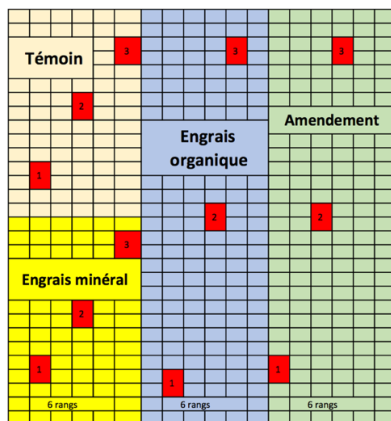 3
3
3
Témoin
2
Amendement
Engrais
organique
1
2
2
3
Engrais minéral
2
1
1
1
6 rangs
6 rangs
6 rangs